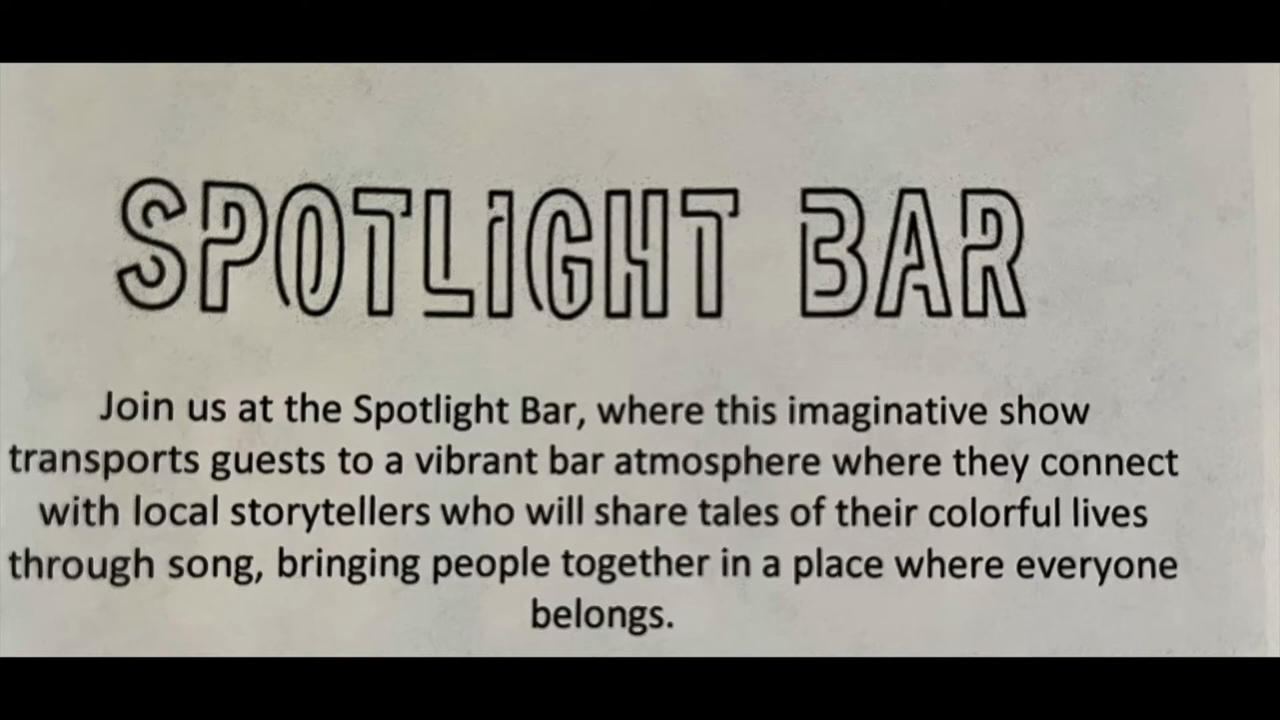 SPOTLIGHT BAR
Join us at the Spotlight Bar, where this imaginative show
transports guests to a vibrant bar atmosphere where they connect
with local storytellers who will share tales of their colorful lives
through song, bringing people together in a place where everyone
belongs.